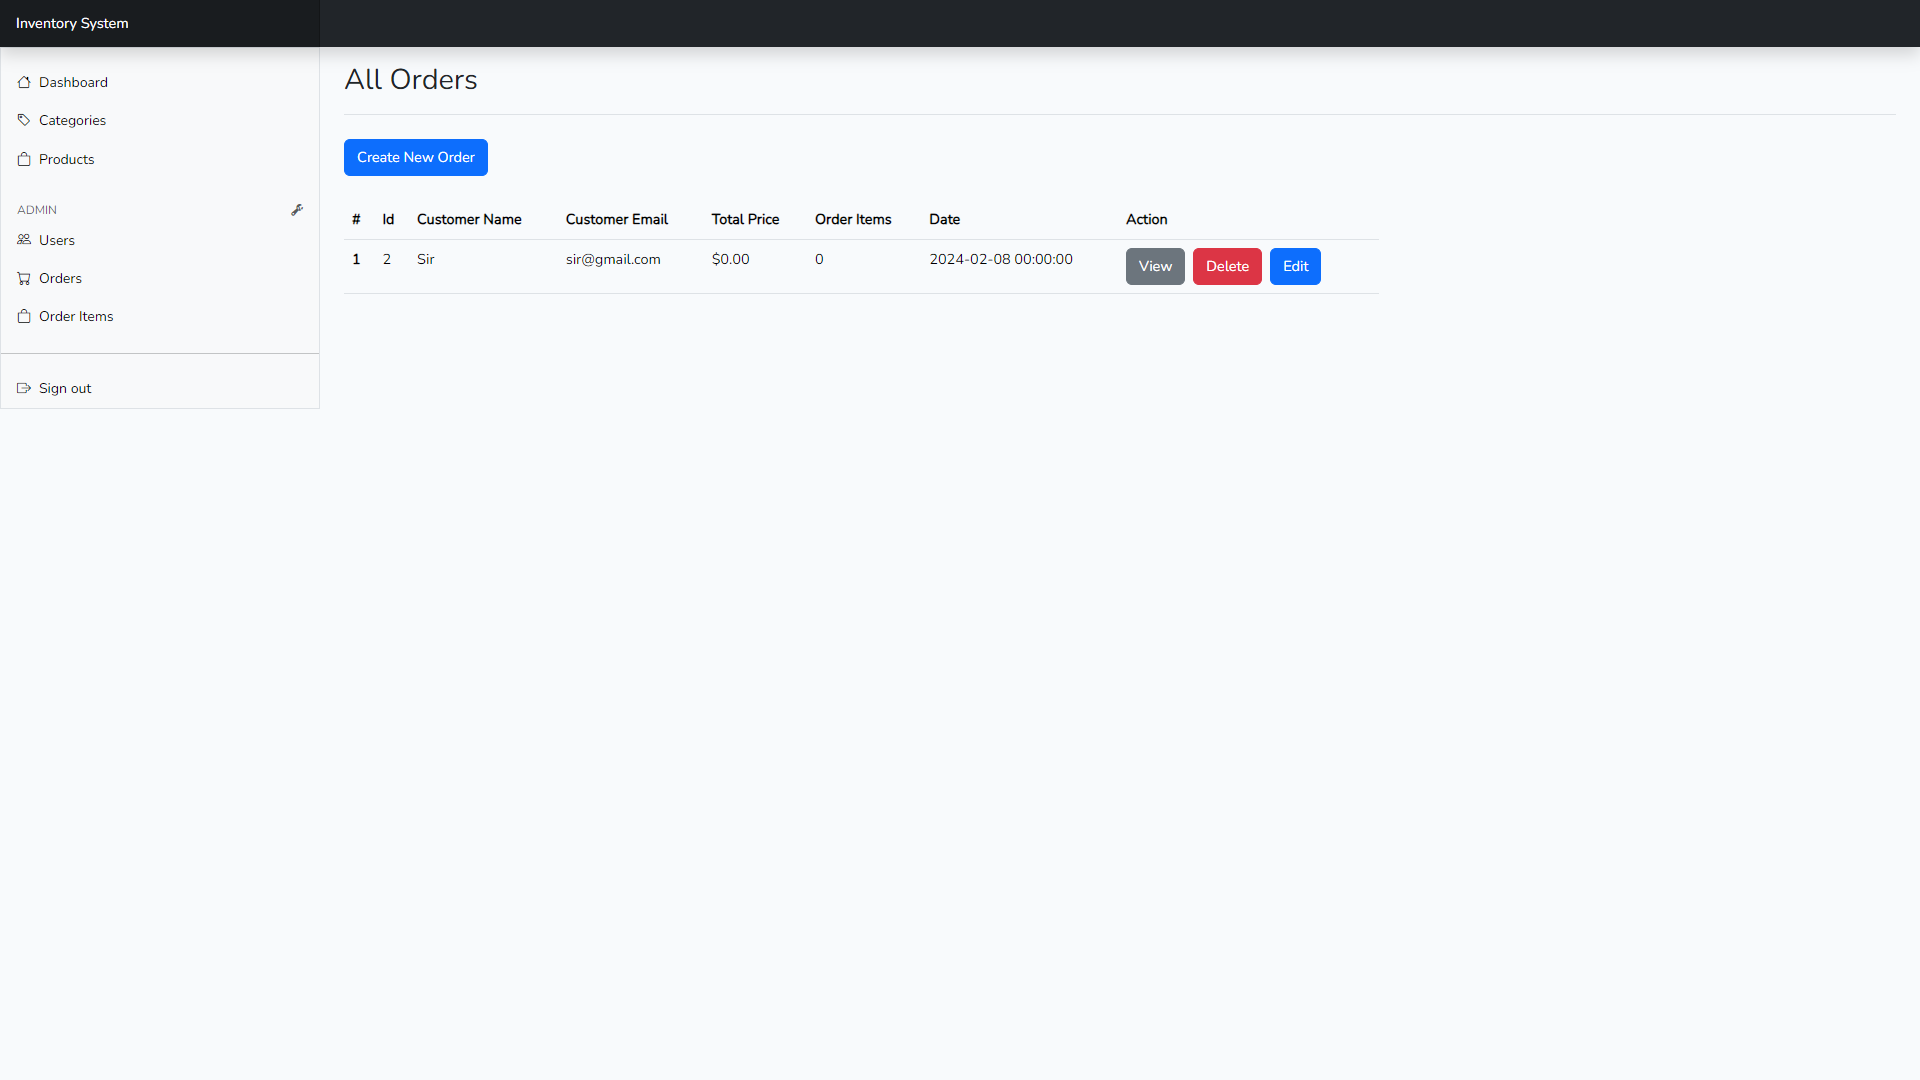 Inventory System
Dashboard
Categories
Products
ADMIN
Users
Orders
Order Items
Sign out
All Orders
Create New Order
# Id Customer Name Customer Email Total Price Order Items Date Action
1 2 Sir sir@gmail.com $0.00 0 2024-02-08 00:00:00 View Delete Edit